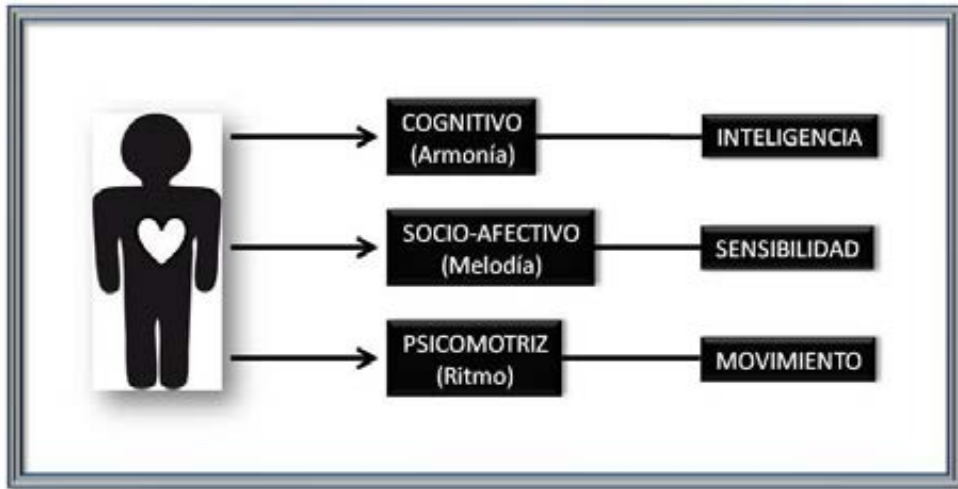 COGNITIVO
(Armonía)
INTELIGENCIA
SOCIO-AFECTIVO
(Melodía)
SENSIBILIDAD
PSICOMOTRIZ
(Ritmo)
MOVIMIENTO